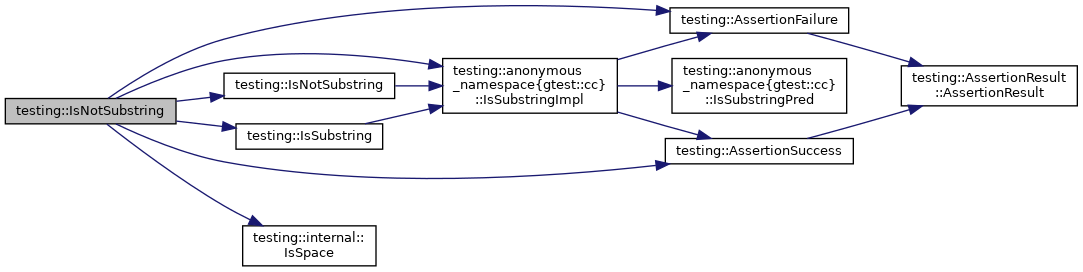 testing::IsNotSubstring
testing::IsNotSubstring
testing::IsSubstring
testing::internal::
IsSpace
testing::anonymous
_namespace{gtest::cc}
::IsSubstringImpl
testing::AssertionFailure
testing::anonymous
_namespace{gtest::cc}
::IsSubstringPred
testing::AssertionSuccess
testing::AssertionResult
::AssertionResult